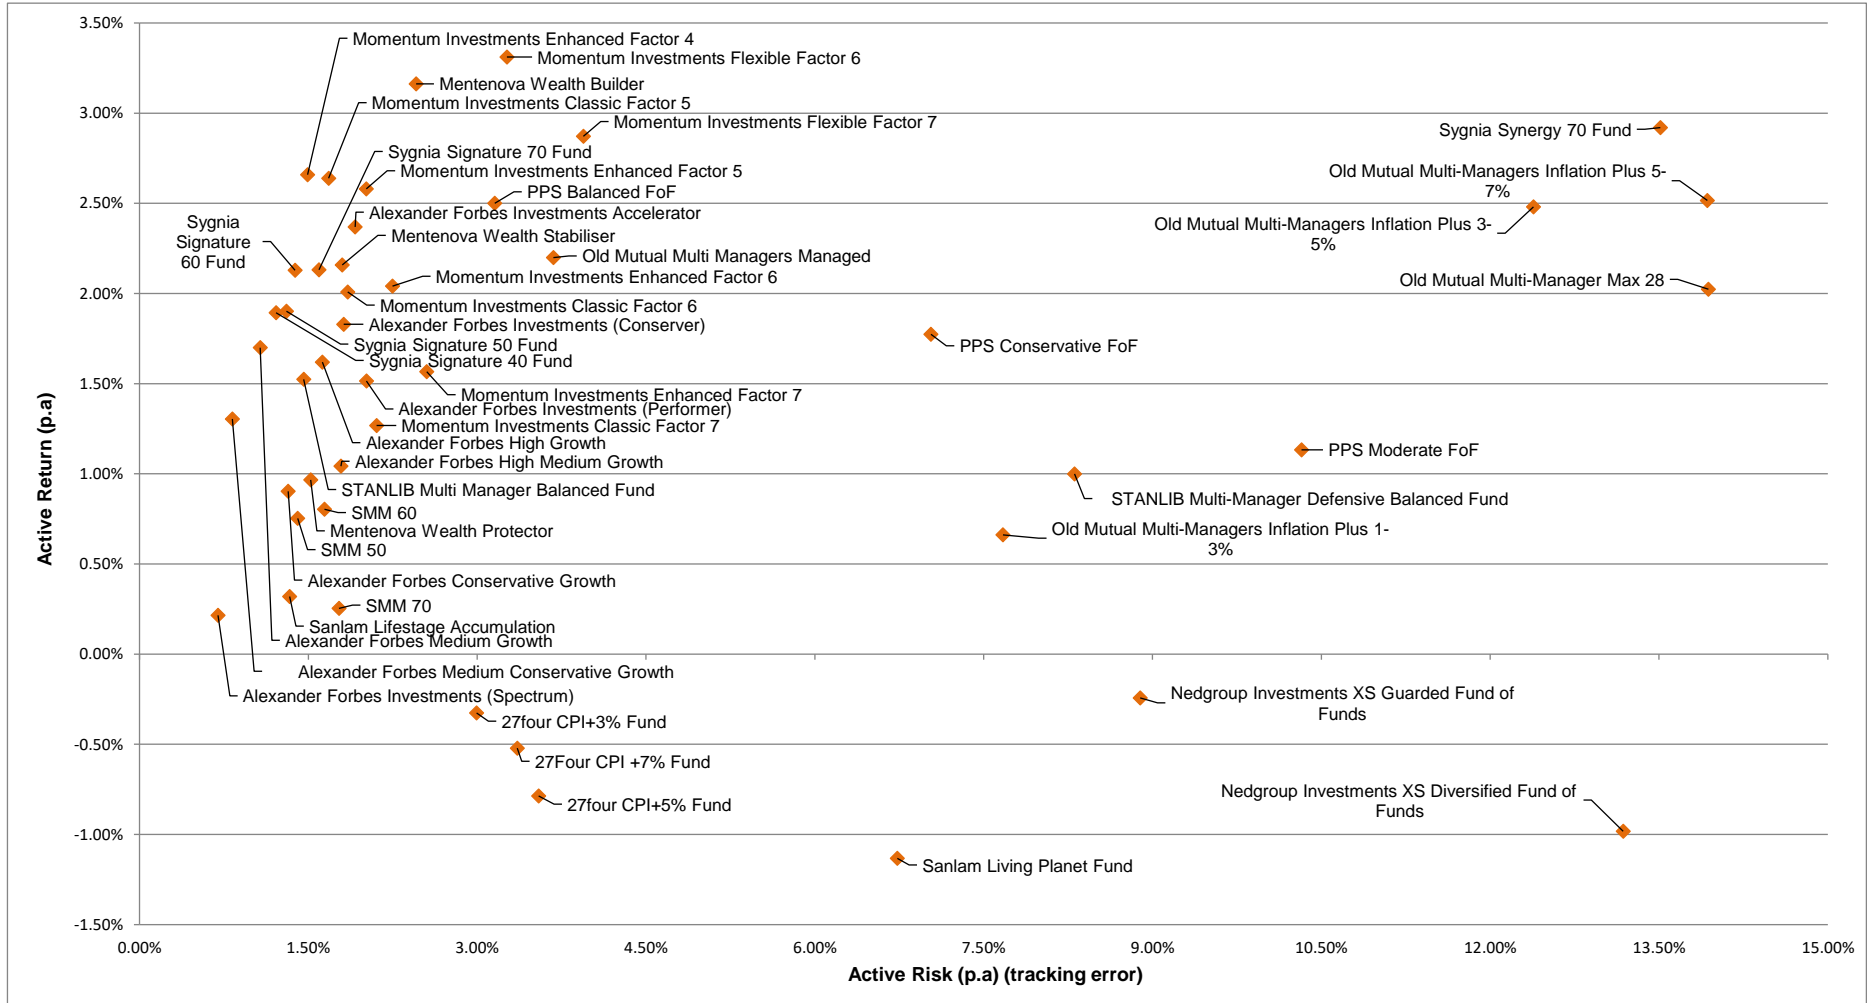 3.50%
3.00%
2.50%
2.00%
1.50%
1.00%
0.50%
0.00%
-0.50%
-1.00%
-1.50%
Active Return (p.a)
Momentum Investments Enhanced Factor 4
Momentum Investments Flexible Factor 6
Mentenova Wealth Builder
Momentum Investments Classic Factor 5
Momentum Investments Flexible Factor 7
Sygnia Synergy 70 Fund
Sygnia Signature 70 Fund
Momentum Investments Enhanced Factor 5
Old Mutual Multi-Managers Inflation Plus 5-
7%
PPS Balanced FoF
Alexander Forbes Investments Accelerator
Old Mutual Multi-Managers Inflation Plus 3-
5%
Sygnia
Signature
60 Fund
Mentenova Wealth Stabiliser
Old Mutual Multi Managers Managed
Momentum Investments Enhanced Factor 6
Old Mutual Multi-Manager Max 28
Momentum Investments Classic Factor 6
Alexander Forbes Investments (Conserver)
Sygnia Signature 50 Fund
PPS Conservative FoF
Sygnia Signature 40 Fund
Momentum Investments Enhanced Factor 7
Alexander Forbes Investments (Performer)
Momentum Investments Classic Factor 7
Alexander Forbes High Growth
PPS Moderate FoF
Alexander Forbes High Medium Growth
STANLIB Multi Manager Balanced Fund
STANLIB Multi-Manager Defensive Balanced Fund
SMM 60
Mentenova Wealth Protector
Old Mutual Multi-Managers Inflation Plus 1-
3%
SMM 50
Alexander Forbes Conservative Growth
SMM 70
Sanlam Lifestage Accumulation
Alexander Forbes Medium Growth
Alexander Forbes Medium Conservative Growth
Alexander Forbes Investments (Spectrum)
Nedgroup Investments XS Guarded Fund of
Funds
27four CPI+3% Fund
27Four CPI +7% Fund
27four CPI+5% Fund
Nedgroup Investments XS Diversified Fund of
Funds
Sanlam Living Planet Fund
0.00%
1.50%
3.00%
4.50%
6.00%
7.50%
9.00%
10.50%
12.00%
13.50%
15.00%
Active Risk (p.a) (tracking error)